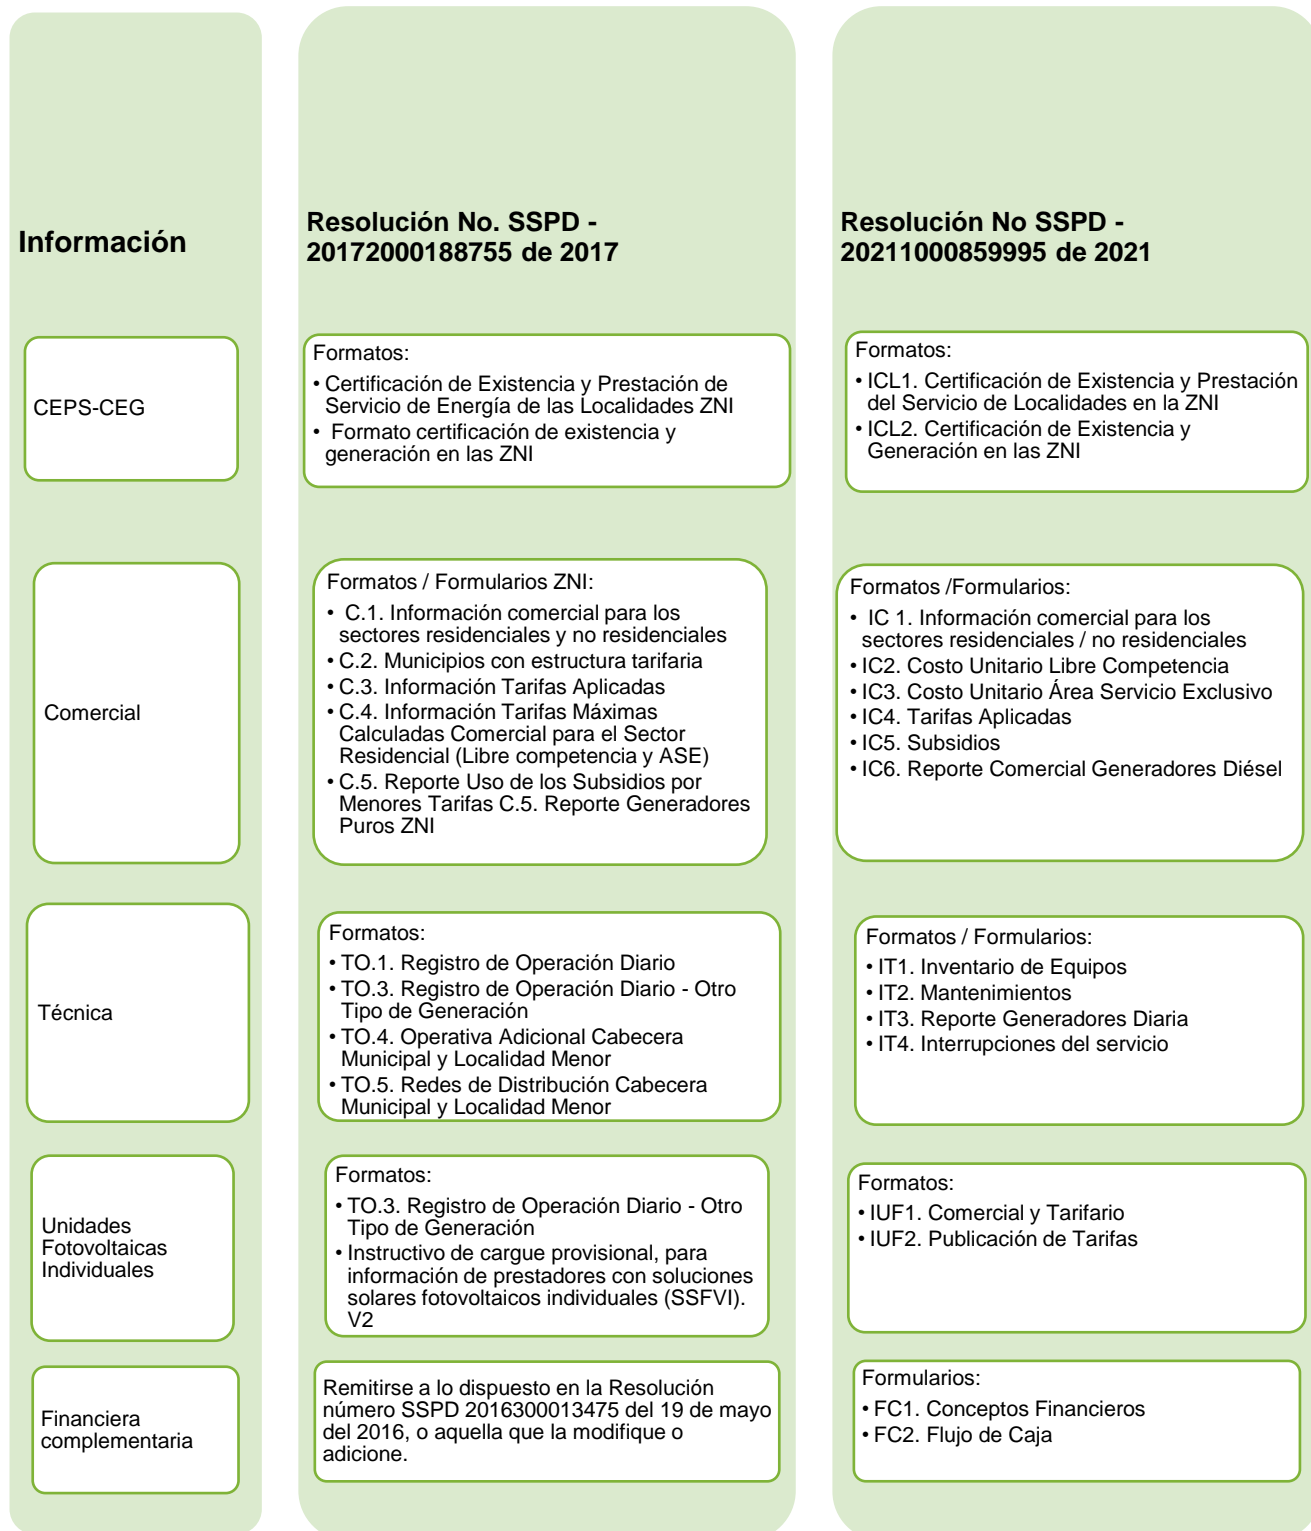 Información
Resolución No. SSPD -
20172000188755 de 2017
Resolución No SSPD -
20211000859995 de 2021
CEPS-CEG
Formatos:
• Certificación de Existencia y Prestación de
Servicio de Energía de las Localidades ZNI
• Formato certificación de existencia y
generación en las ZNI
Formatos:
• ICL1. Certificación de Existencia y Prestación
del Servicio de Localidades en la ZNI
• ICL2. Certificación de Existencia y
Generación en las ZNI
Comercial
Formatos / Formularios ZNI:
• C.1. Información comercial para los
sectores residenciales y no residenciales
• C.2. Municipios con estructura tarifaria
• C.3. Información Tarifas Aplicadas
• C.4. Información Tarifas Máximas
Calculadas Comercial para el Sector
Residencial (Libre competencia y ASE)
• C.5. Reporte Uso de los Subsidios por
Menores Tarifas C.5. Reporte Generadores
Puros ZNI
Formatos /Formularios:
• IC 1. Información comercial para los
sectores residenciales / no residenciales
• IC2. Costo Unitario Libre Competencia
• IC3. Costo Unitario Área Servicio Exclusivo
• IC4. Tarifas Aplicadas
• IC5. Subsidios
• IC6. Reporte Comercial Generadores Diésel
Técnica
Formatos:
• TO.1. Registro de Operación Diario
• TO.3. Registro de Operación Diario - Otro
Tipo de Generación
• TO.4. Operativa Adicional Cabecera
Municipal y Localidad Menor
• TO.5. Redes de Distribución Cabecera
Municipal y Localidad Menor
Formatos / Formularios:
• IT1. Inventario de Equipos
• IT2. Mantenimientos
• IT3. Reporte Generadores Diaria
• IT4. Interrupciones del servicio
Unidades
Fotovoltaicas
Individuales
Formatos:
• TO.3. Registro de Operación Diario - Otro
Tipo de Generación
• Instructivo de cargue provisional, para
información de prestadores con soluciones
solares fotovoltaicos individuales (SSFVI).
V2
Formatos:
• IUF1. Comercial y Tarifario
• IUF2. Publicación de Tarifas
Financiera
complementaria
Remitirse a lo dispuesto en la Resolución
número SSPD 2016300013475 del 19 de mayo
del 2016, o aquella que la modifique o
adicione.
Formularios:
• FC1. Conceptos Financieros
• FC2. Flujo de Caja